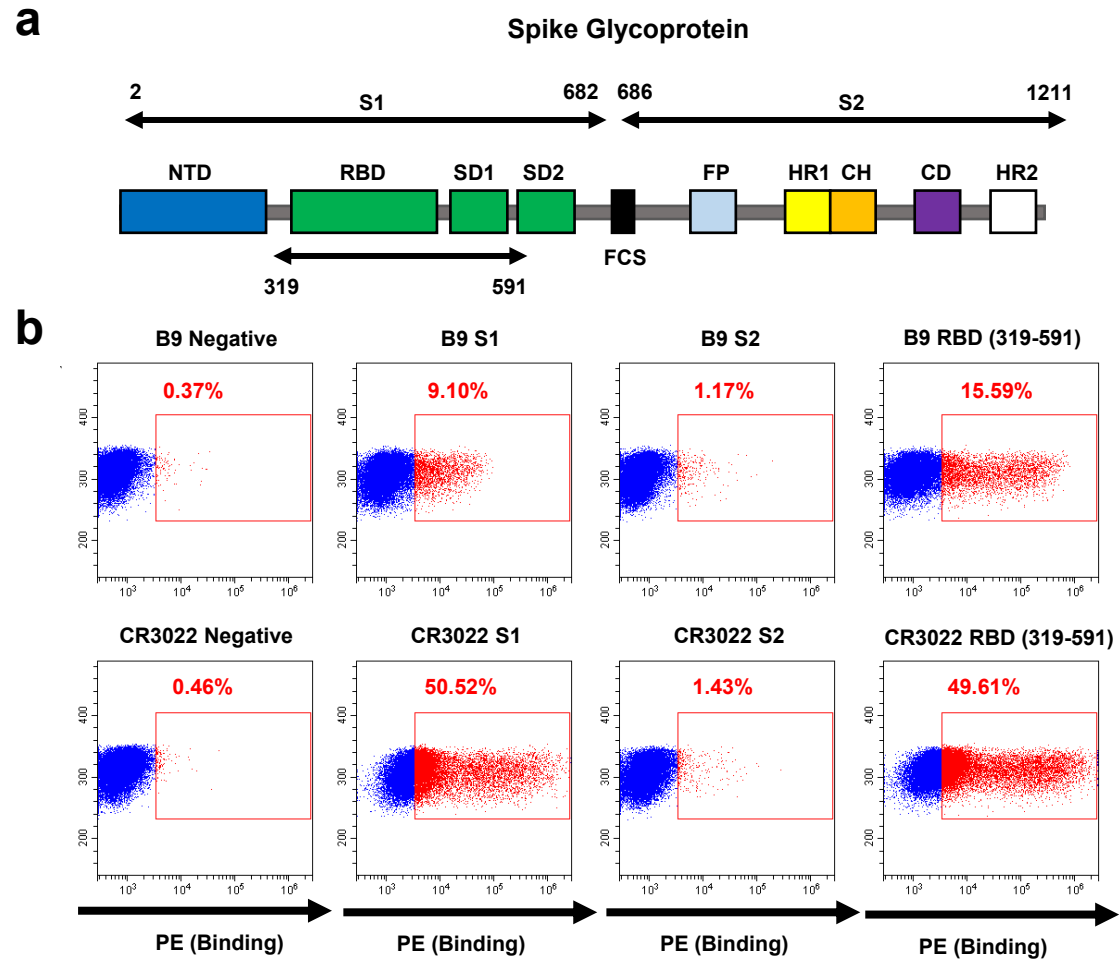 a
Spike Glycoprotein
2 S1 682 686 S2 1211
NTD RBD SD1 SD2 FP HR1 CH CD HR2
FCS
319 591
b
B9 Negative B9 S1 B9 S2 B9 RBD (319-591)
0.37% 9.10% 1.17% 15.59%
400 400 400 400
300 300 300 300
200 200 200 200
10³ 10⁴ 10⁵ 10⁶ 10³ 10⁴ 10⁵ 10⁶ 10³ 10⁴ 10⁵ 10⁶ 10³ 10⁴ 10⁵ 10⁶
CR3022 Negative CR3022 S1 CR3022 S2 CR3022 RBD (319-591)
0.46% 50.52% 1.43% 49.61%
400 400 400 400
300 300 300 300
200 200 200 200
10³ 10⁴ 10⁵ 10⁶ 10³ 10⁴ 10⁵ 10⁶ 10³ 10⁴ 10⁵ 10⁶ 10³ 10⁴ 10⁵ 10⁶
PE (Binding) PE (Binding) PE (Binding) PE (Binding)